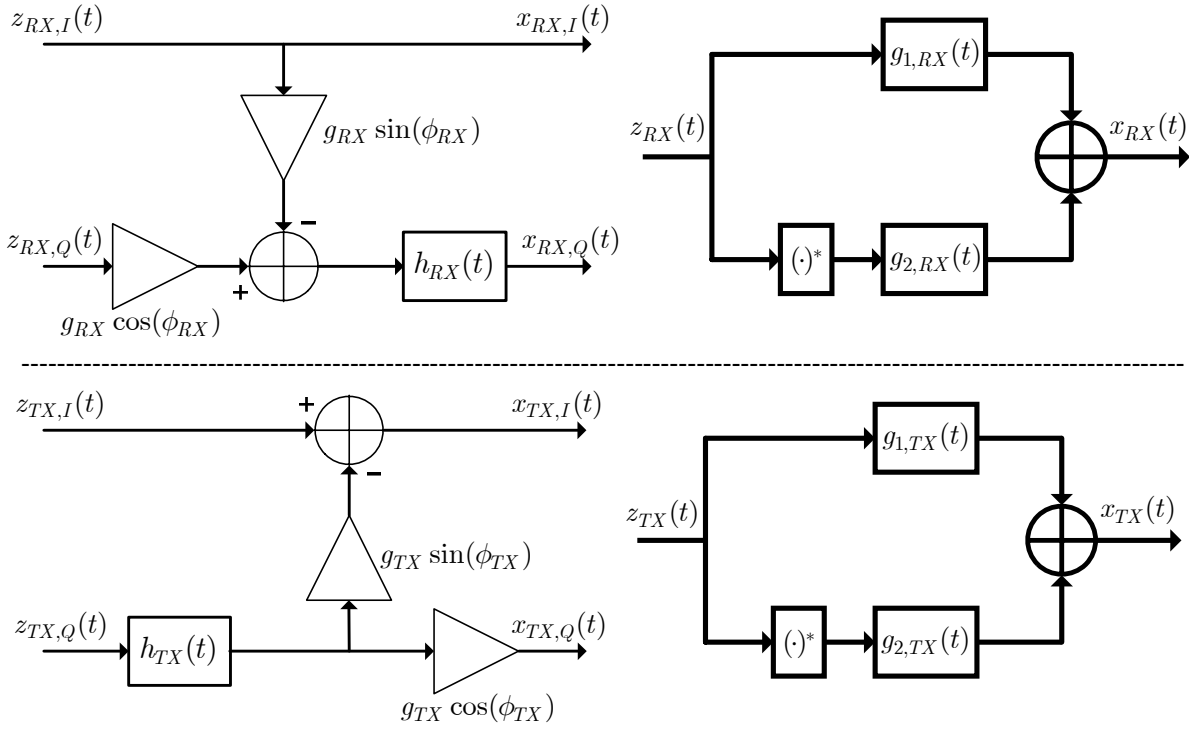 z_{RX,I}(t)
x_{RX,I}(t)
g_{RX} sin(ϕ_{RX})
−
z_{RX,Q}(t)
+
h_{RX}(t)
x_{RX,Q}(t)
g_{RX} cos(ϕ_{RX})
g_{1,RX}(t)
z_{RX}(t)
x_{RX}(t)
(·)*
g_{2,RX}(t)
z_{TX,I}(t)
+
x_{TX,I}(t)
−
g_{TX} sin(ϕ_{TX})
z_{TX,Q}(t)
h_{TX}(t)
x_{TX,Q}(t)
g_{TX} cos(ϕ_{TX})
g_{1,TX}(t)
z_{TX}(t)
x_{TX}(t)
(·)*
g_{2,TX}(t)